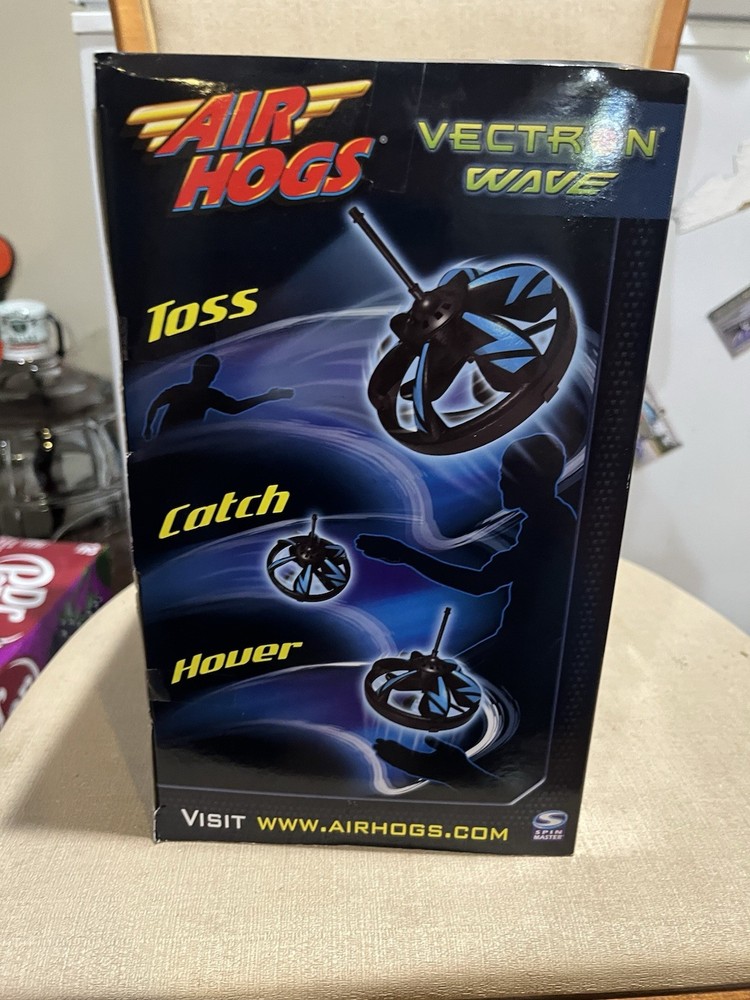 AIR HOGS®
VECTRON®
WAVE
Toss
Catch
Hover
VISIT WWW.AIRHOGS.COM
SPIN MASTER